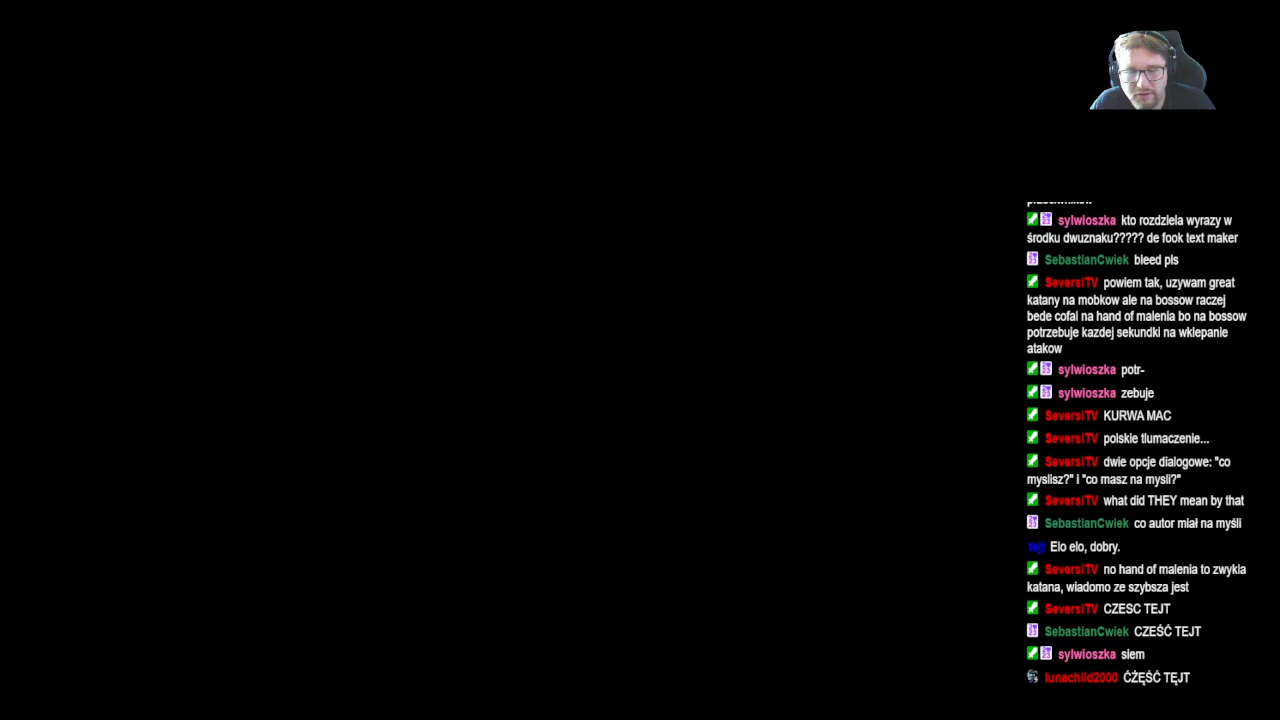 sylwioszka kto rozdziela wyrazy w
środku dwuznaku????? de fook text maker
SebastianCwiek bleed pls
SeversiTV powiem tak, uzywam great
katany na mobkow ale na bossow raczej
bede cofal na hand of malenia bo na bossow
potrzebuje kazdej sekundki na wklepanie
atakow
sylwioszka potr-
sylwioszka zebuje
SeversiTV KURWA MAC
SeversiTV polskie tlumaczenie...
SeversiTV dwie opcje dialogowe: "co
myslisz?" i "co masz na mysli?"
SeversiTV what did THEY mean by that
SebastianCwiek co autor miał na myśli
tejt Elo elo, dobry.
SeversiTV no hand of malenia to zwykla
katana, wiadomo ze szybsza jest
SeversiTV CZESC TEJT
SebastianCwiek CZEŚĆ TEJT
sylwioszka siem
lunachild2000 ĆŻĘŚĆ TĘJT